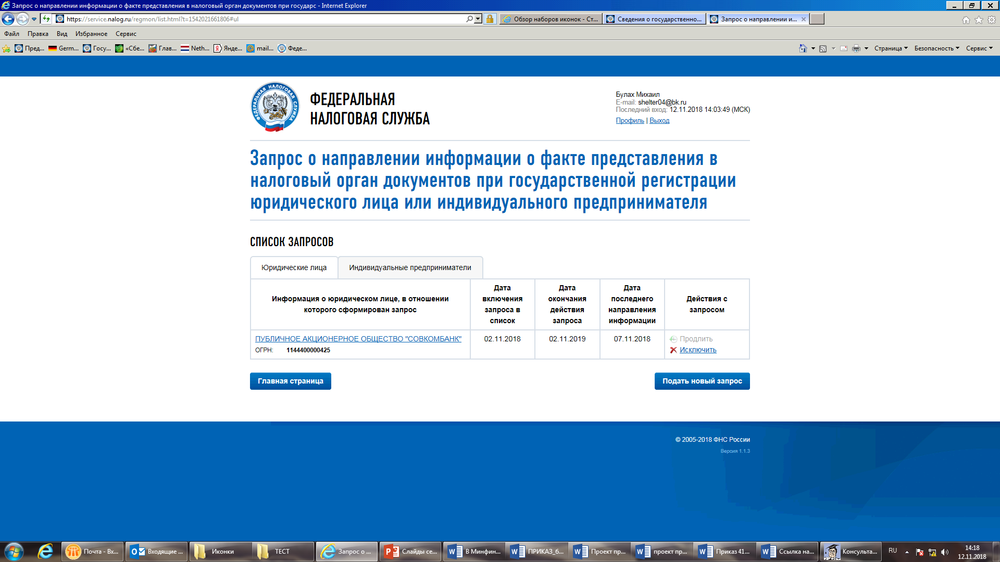 Запрос о направлении информации о факте представления в налоговый орган документов при государс - Internet Explorer
https://service.nalog.ru/regmon/list.html?t=1542021661806#ul
Обзор наборов иконок - Ст...
Сведения о государственно...
Запрос о направлении и...
Файл Правка Вид Избранное Сервис
Пред... Germ... Госу... «Сбе... Глав... Neth... Яnde... mail... Феде...
Страница Безопасность Сервис
ФЕДЕРАЛЬНАЯ НАЛОГОВАЯ СЛУЖБА
ФЕДЕРАЛЬНАЯ
НАЛОГОВАЯ СЛУЖБА
Булах Михаил
E-mail: shelter04@bk.ru
Последний вход: 12.11.2018 14:03:49 (МСК)
Профиль | Выход
Запрос о направлении информации о факте представления в
налоговый орган документов при государственной регистрации
юридического лица или индивидуального предпринимателя
СПИСОК ЗАПРОСОВ
Юридические лица
Индивидуальные предприниматели
Информация о юридическом лице, в отношении
которого сформирован запрос
Дата
включения
запроса в
список
Дата
окончания
действия
запроса
Дата
последнего
направления
информации
Действия с
запросом
ПУБЛИЧНОЕ АКЦИОНЕРНОЕ ОБЩЕСТВО "СОВКОМБАНК"
ОГРН: 1144400000425
02.11.2018
02.11.2019
07.11.2018
Продлить
Исключить
Главная страница
Подать новый запрос
© 2005-2018 ФНС России
Версия 1.1.3
Почта - Вх...
Входящие ...
Иконки
ТЕСТ
Запрос о ...
Слайды се...
В Минфин...
ПРИКАЗ_б...
Проект пр...
проект пр...
Приказ 41...
Ссылка на...
Консульта...
RU
14:18
12.11.2018